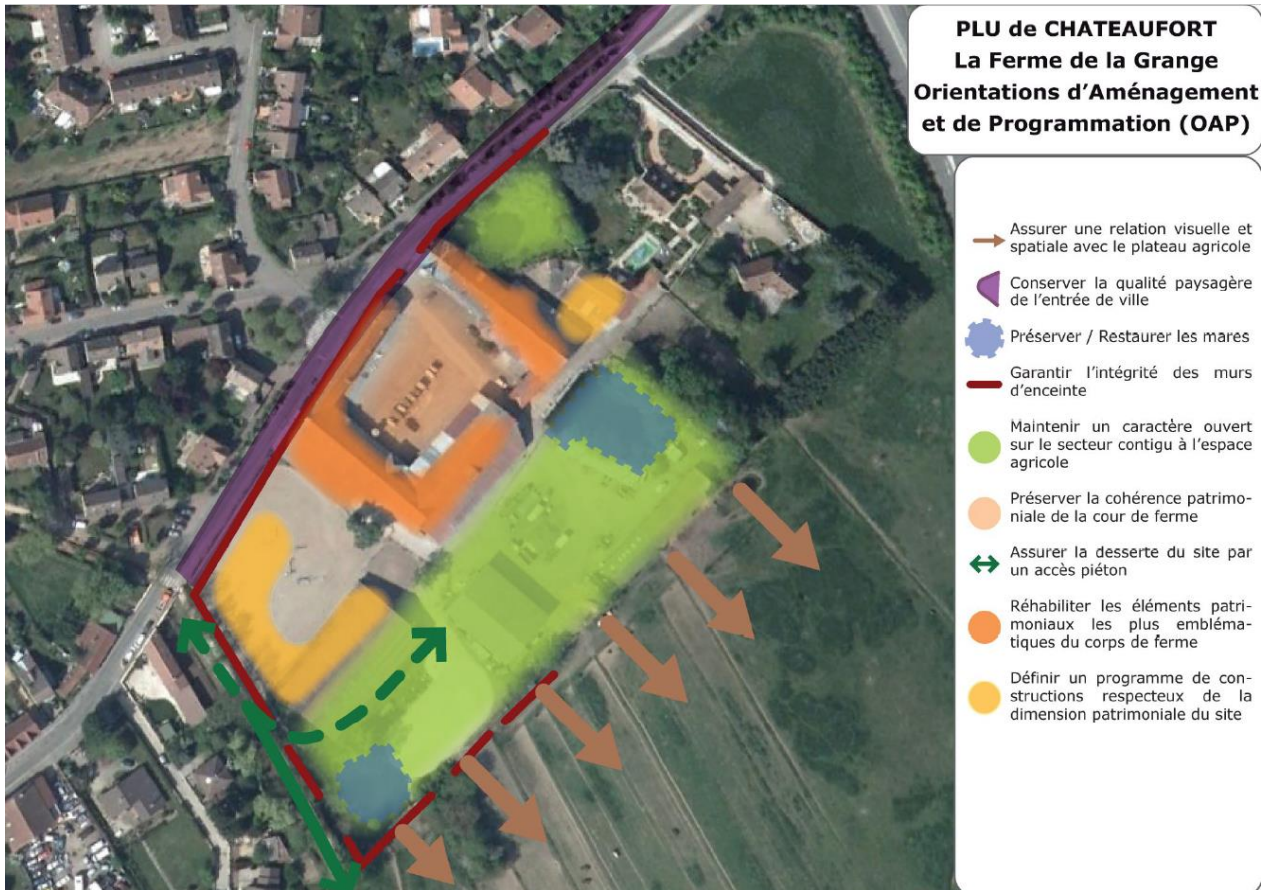 PLU de CHATEAUFORT
La Ferme de la Grange
Orientations d'Aménagement
et de Programmation (OAP)
Assurer une relation visuelle et
spatiale avec le plateau agricole
Conserver la qualité paysagère
de l'entrée de ville
Préserver / Restaurer les mares
Garantir l'intégrité des murs
d'enceinte
Maintenir un caractère ouvert
sur le secteur contigu à l'espace
agricole
Préserver la cohérence patrimo-
niale de la cour de ferme
Assurer la desserte du site par
un accès piéton
Réhabiliter les éléments patri-
moniaux les plus embléma-
tiques du corps de ferme
Définir un programme de con-
structions respecteux de la
dimension patrimoniale du site